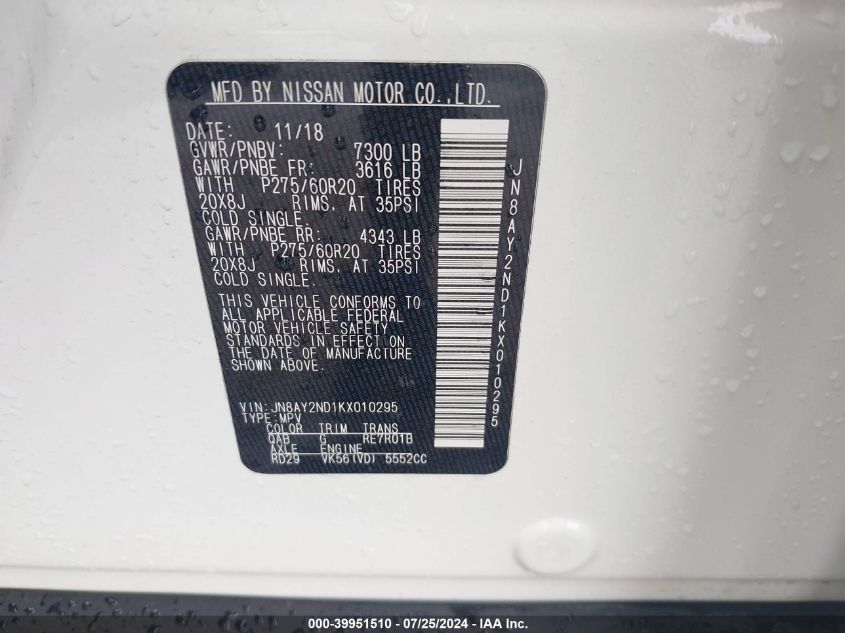 MFD BY NISSAN MOTOR CO.,LTD.
DATE: 11/18
GVWR/PNBV: 7300 LB
GAWR/PNBE FR: 3616 LB
WITH P275/60R20 TIRES
20X8J RIMS, AT 35PSI
COLD SINGLE.
GAWR/PNBE RR: 4343 LB
WITH P275/60R20 TIRES
20X8J RIMS, AT 35PSI
COLD SINGLE.
THIS VEHICLE CONFORMS TO
ALL APPLICABLE FEDERAL
MOTOR VEHICLE SAFETY
STANDARDS IN EFFECT ON
THE DATE OF MANUFACTURE
SHOWN ABOVE.
VIN:JN8AY2ND1KX010295
TYPE:MPV
COLOR TRIM TRANS
QAB G RE7R01B
AXLE ENGINE
RD29 VK56(VD) 5552CC
JN8AY2ND1KX010295
000-39951510 - 07/25/2024 - IAA Inc.